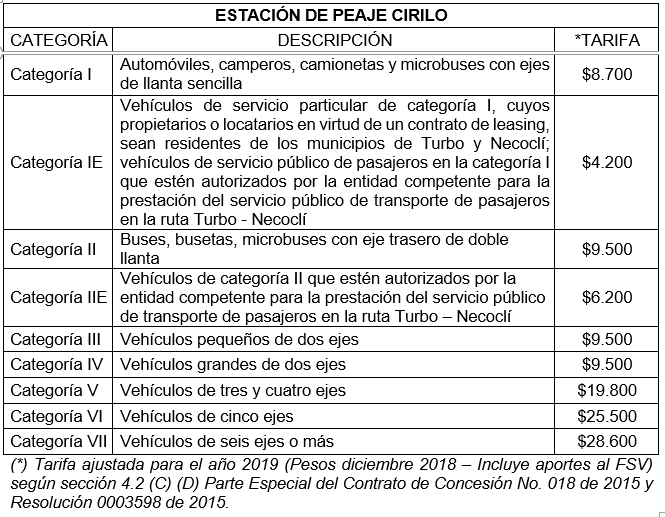 ESTACIÓN DE PEAJE CIRILO
CATEGORÍA DESCRIPCIÓN *TARIFA
Categoría I Automóviles, camperos, camionetas y microbuses con ejes de llanta sencilla $8.700
Categoría IE Vehículos de servicio particular de categoría I, cuyos
propietarios o locatarios en virtud de un contrato de leasing,
sean residentes de los municipios de Turbo y Necoclí;
vehículos de servicio público de pasajeros en la categoría I
que estén autorizados por la entidad competente para la
prestación del servicio público de transporte de pasajeros
en la ruta Turbo - Necoclí $4.200
Categoría II Buses, busetas, microbuses con eje trasero de doble
llanta $9.500
Categoría IIE Vehículos de categoría II que estén autorizados por la
entidad competente para la prestación del servicio público
de transporte de pasajeros en la ruta Turbo – Necoclí $6.200
Categoría III Vehículos pequeños de dos ejes $9.500
Categoría IV Vehículos grandes de dos ejes $9.500
Categoría V Vehículos de tres y cuatro ejes $19.800
Categoría VI Vehículos de cinco ejes $25.500
Categoría VII Vehículos de seis ejes o más $28.600
(*) Tarifa ajustada para el año 2019 (Pesos diciembre 2018 – Incluye aportes al FSV)
según sección 4.2 (C) (D) Parte Especial del Contrato de Concesión No. 018 de 2015 y
Resolución 0003598 de 2015.